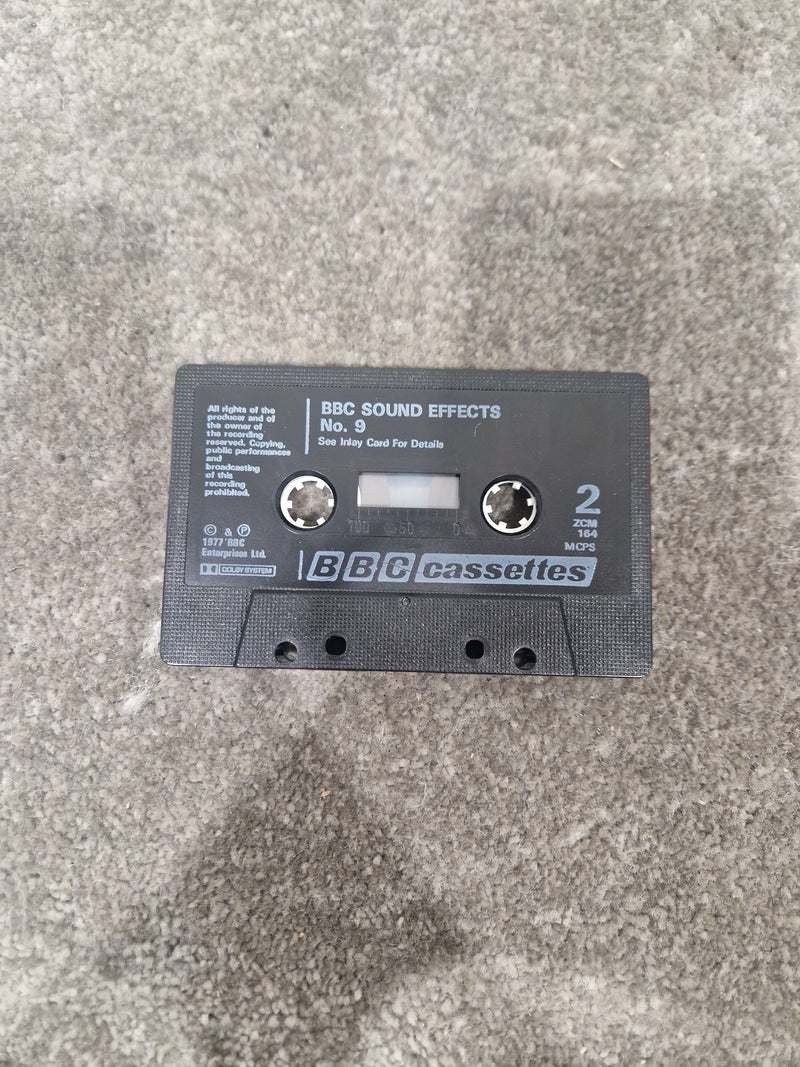 All rights of the
producer and of
the owner of
the recording
reserved. Copying,
public performances
and
broadcasting
of this
recording
prohibited.
© & ℗
1977 BBC
Enterprises Ltd.
DOLBY SYSTEM
BBC SOUND EFFECTS
No. 9
See Inlay Card For Details
100 50 0
2
ZCM
164
MCPS
BBC cassettes